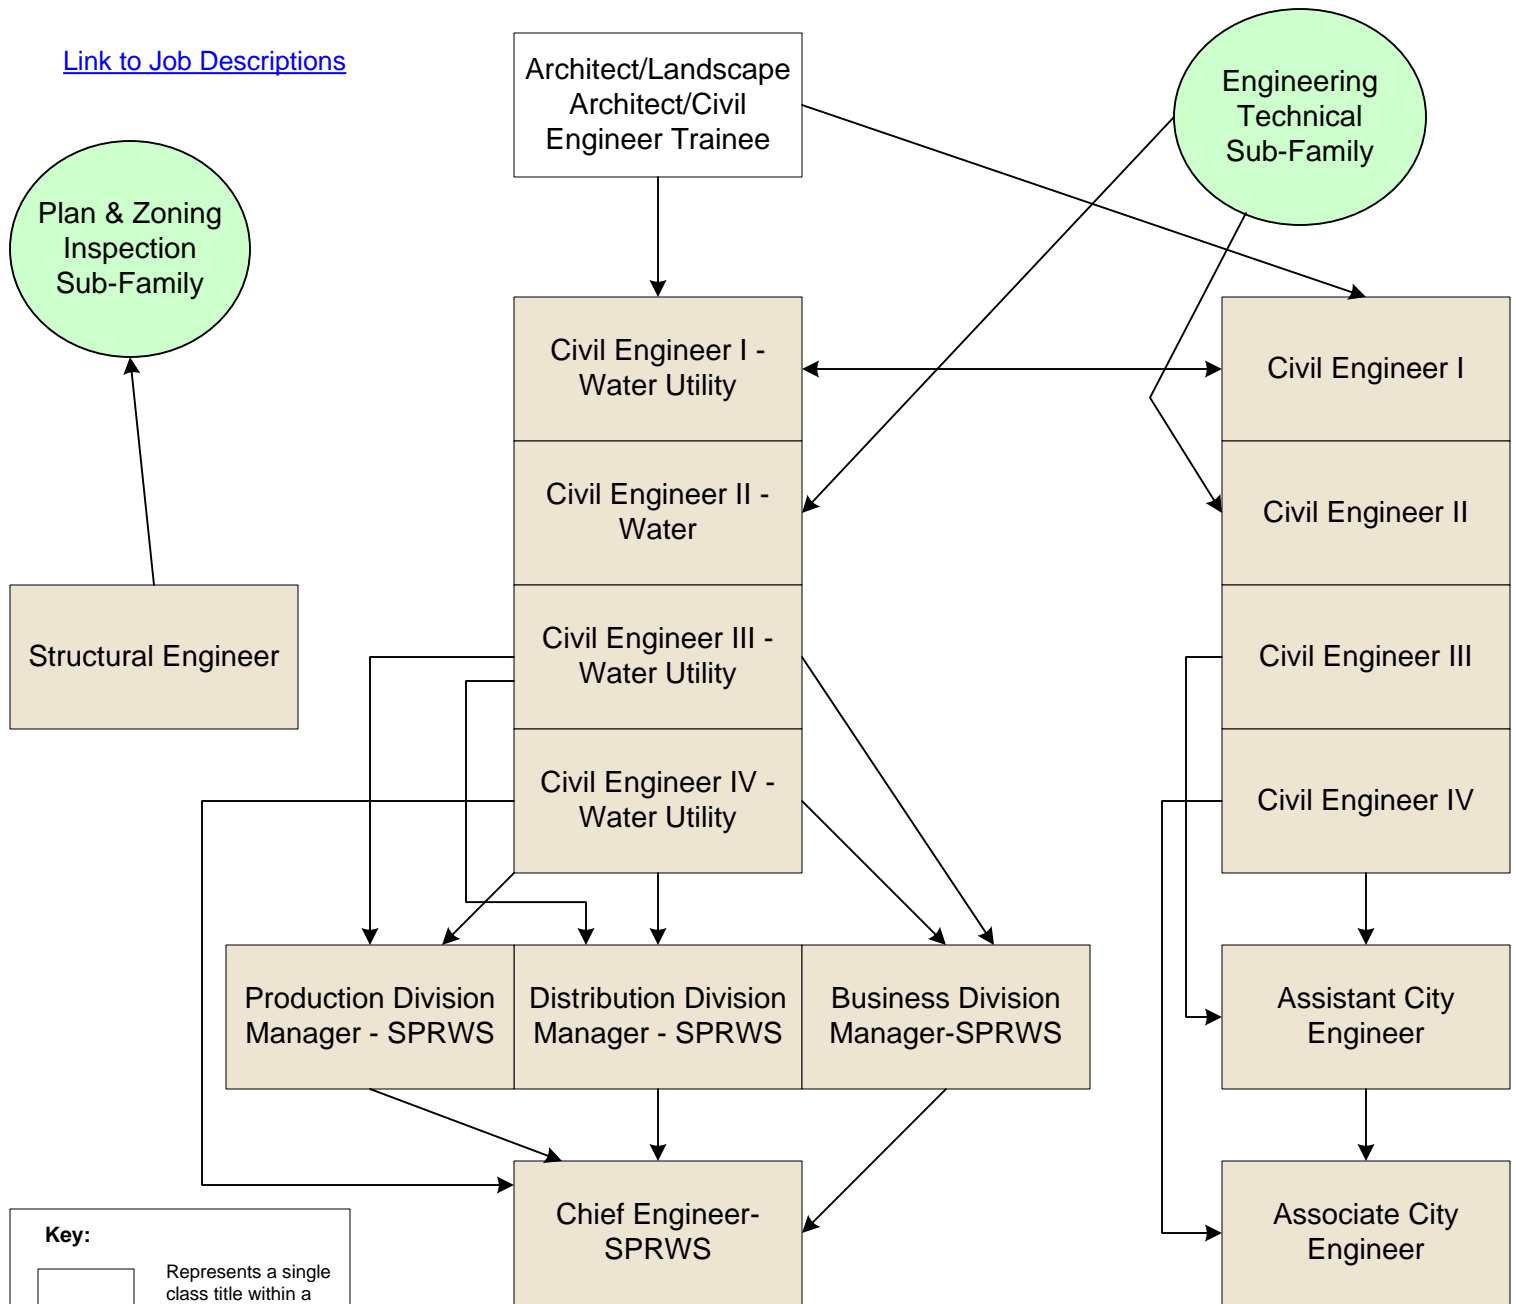 Link to Job Descriptions
Architect/Landscape
Architect/Civil
Engineer Trainee
Engineering
Technical
Sub-Family
Plan & Zoning
Inspection
Sub-Family
Civil Engineer I -
Water Utility
Civil Engineer I
Civil Engineer II -
Water
Civil Engineer II
Structural Engineer
Civil Engineer III -
Water Utility
Civil Engineer III
Civil Engineer IV -
Water Utility
Civil Engineer IV
Production Division
Manager - SPRWS
Distribution Division
Manager - SPRWS
Business Division
Manager-SPRWS
Assistant City
Engineer
Chief Engineer-
SPRWS
Associate City
Engineer
Key:
Represents a single
class title within a